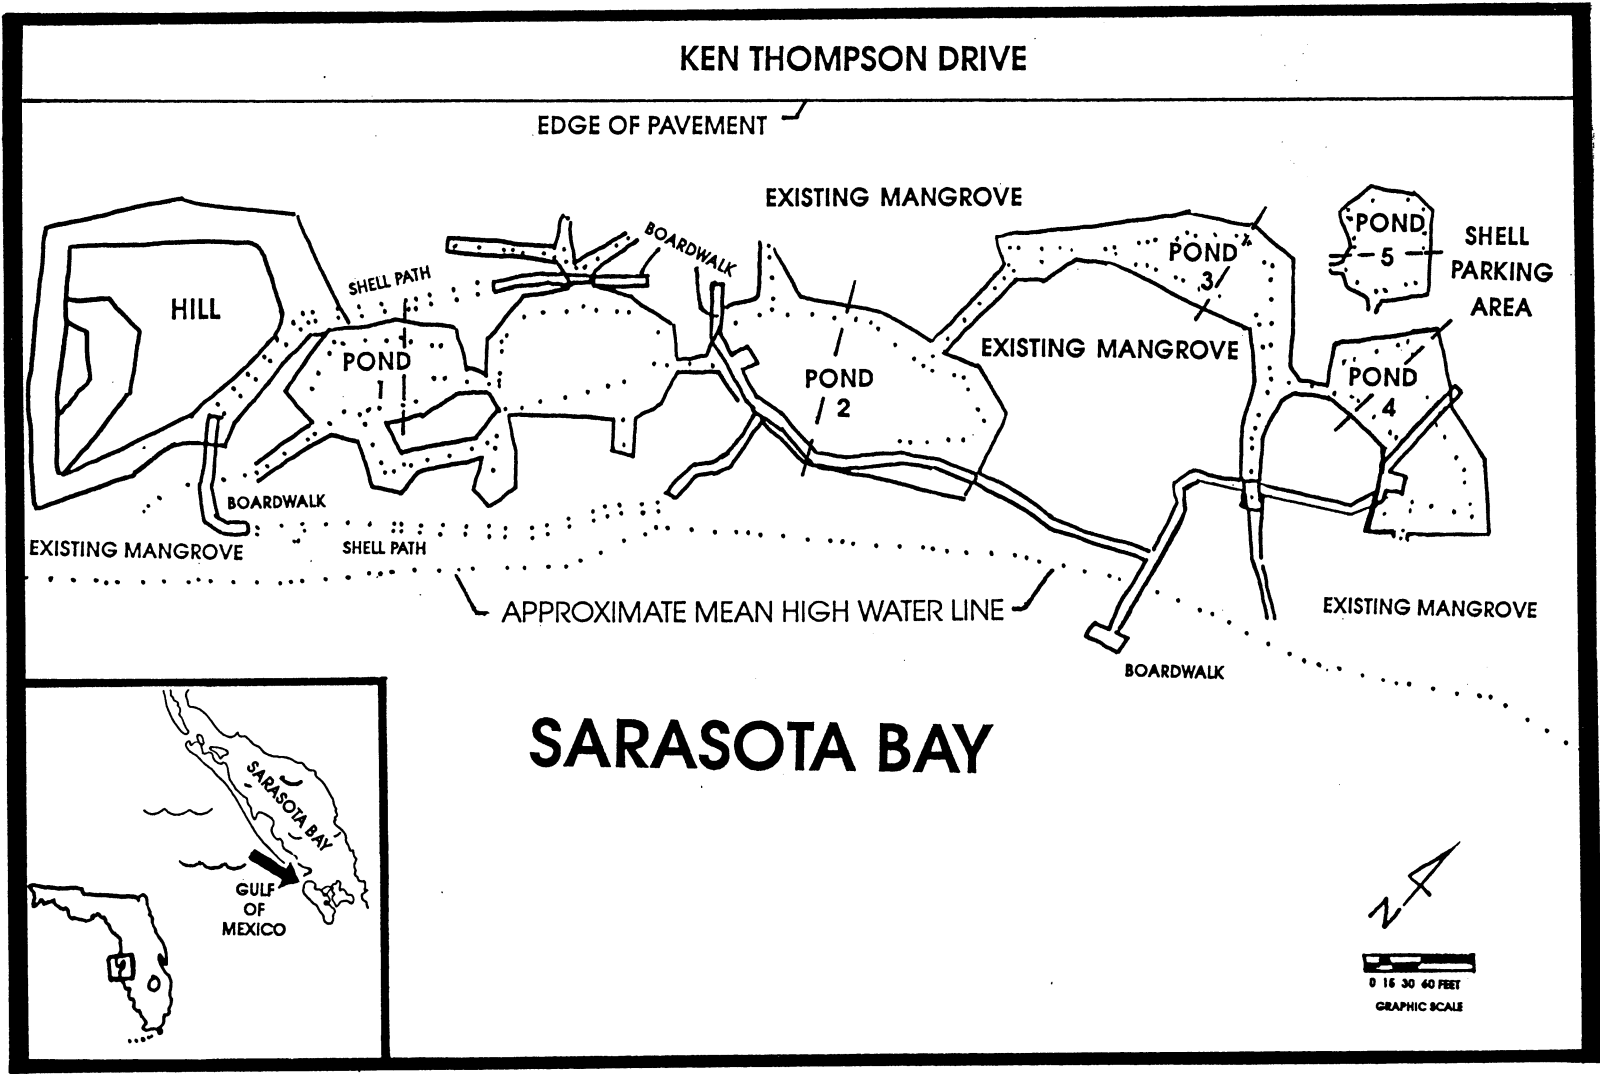 KEN THOMPSON DRIVE
EDGE OF PAVEMENT
EXISTING MANGROVE
BOARDWALK
SHELL PATH
HILL
POND
1
POND
2
EXISTING MANGROVE
POND
3
POND
5
SHELL
PARKING
AREA
POND
4
BOARDWALK
EXISTING MANGROVE
SHELL PATH
APPROXIMATE MEAN HIGH WATER LINE
EXISTING MANGROVE
BOARDWALK
SARASOTA BAY
SARASOTA BAY
GULF
OF
MEXICO
N
0 15 30 60 FEET
GRAPHIC SCALE